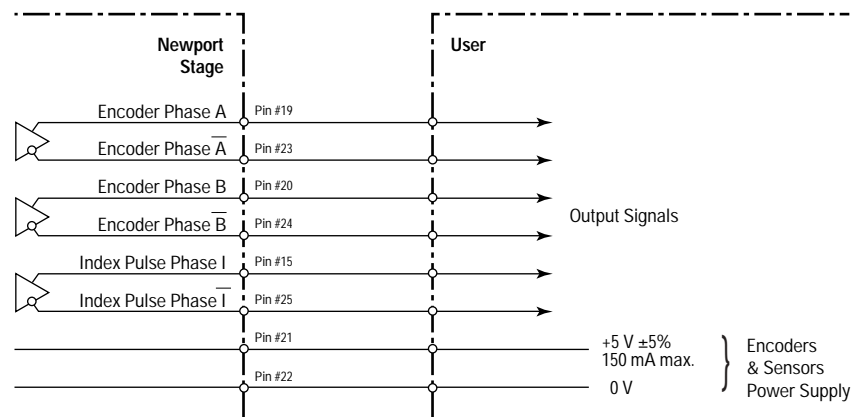 Newport
Stage
User
Encoder Phase A Pin #19
Encoder Phase A̅ Pin #23
Encoder Phase B Pin #20
Encoder Phase B̅ Pin #24
Output Signals
Index Pulse Phase I Pin #15
Index Pulse Phase I̅ Pin #25
Pin #21
+5 V ±5%
150 mA max.
Pin #22
0 V
Encoders
& Sensors
Power Supply